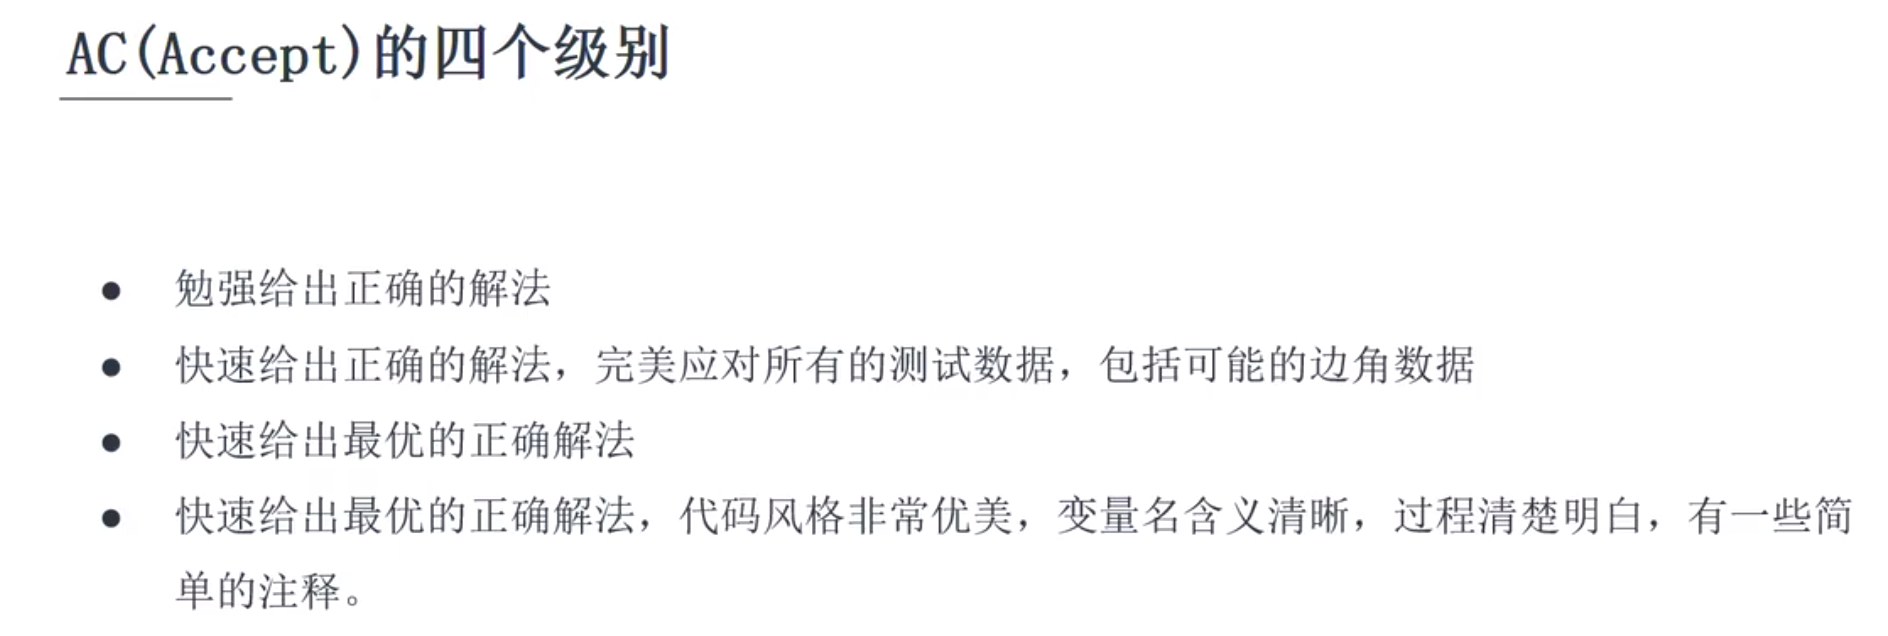 AC(Accept)的四个级别
● 勉强给出正确的解法
● 快速给出正确的解法，完美应对所有的测试数据，包括可能的边角数据
● 快速给出最优的正确解法
● 快速给出最优的正确解法，代码风格非常优美，变量名含义清晰，过程清楚明白，有一些简
单的注释。